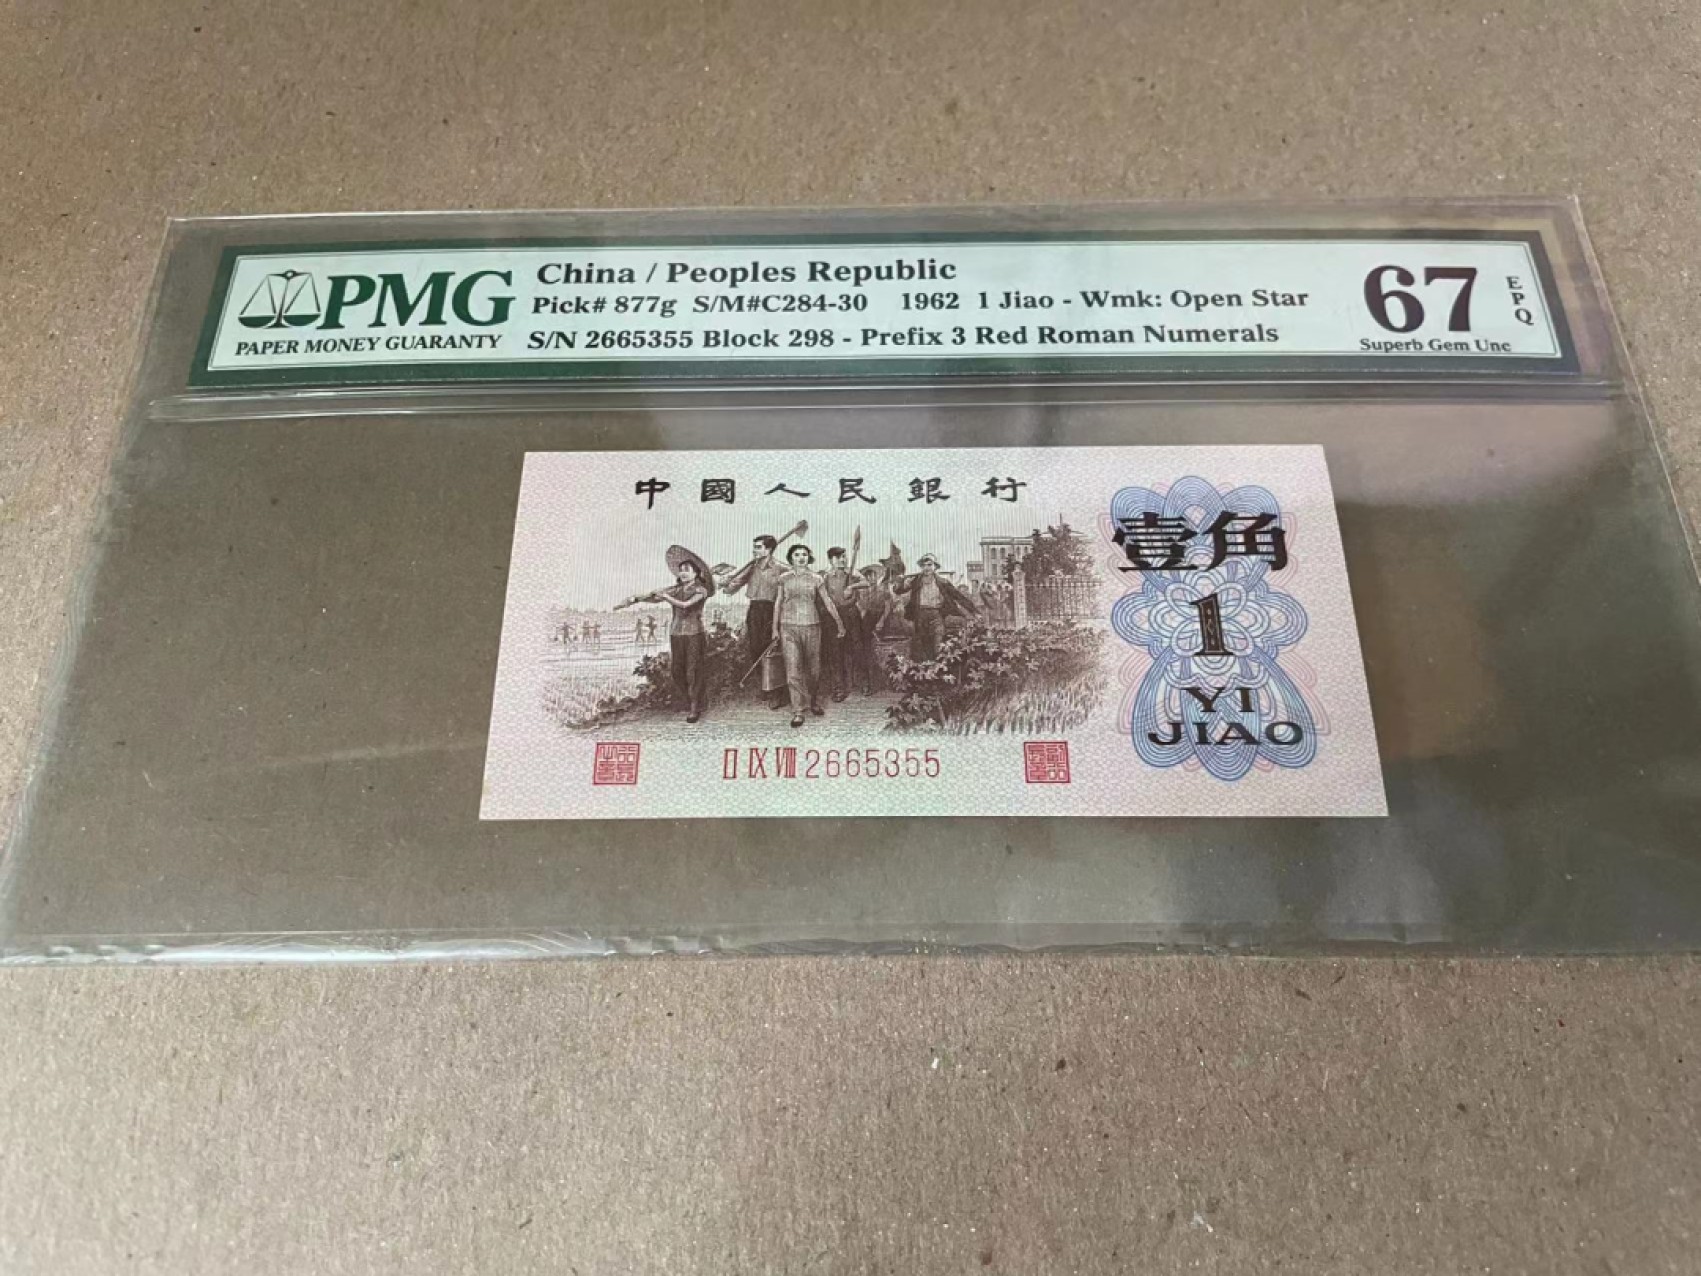 PMG
PAPER MONEY GUARANTY
China / Peoples Republic
Pick# 877g S/M#C284-30 1962 1 Jiao - Wmk: Open Star
S/N 2665355 Block 298 - Prefix 3 Red Roman Numerals
67 EPQ
Superb Gem Unc
中國人民銀行
壹角
1
YI
JIAO
II IX VIII 2665355